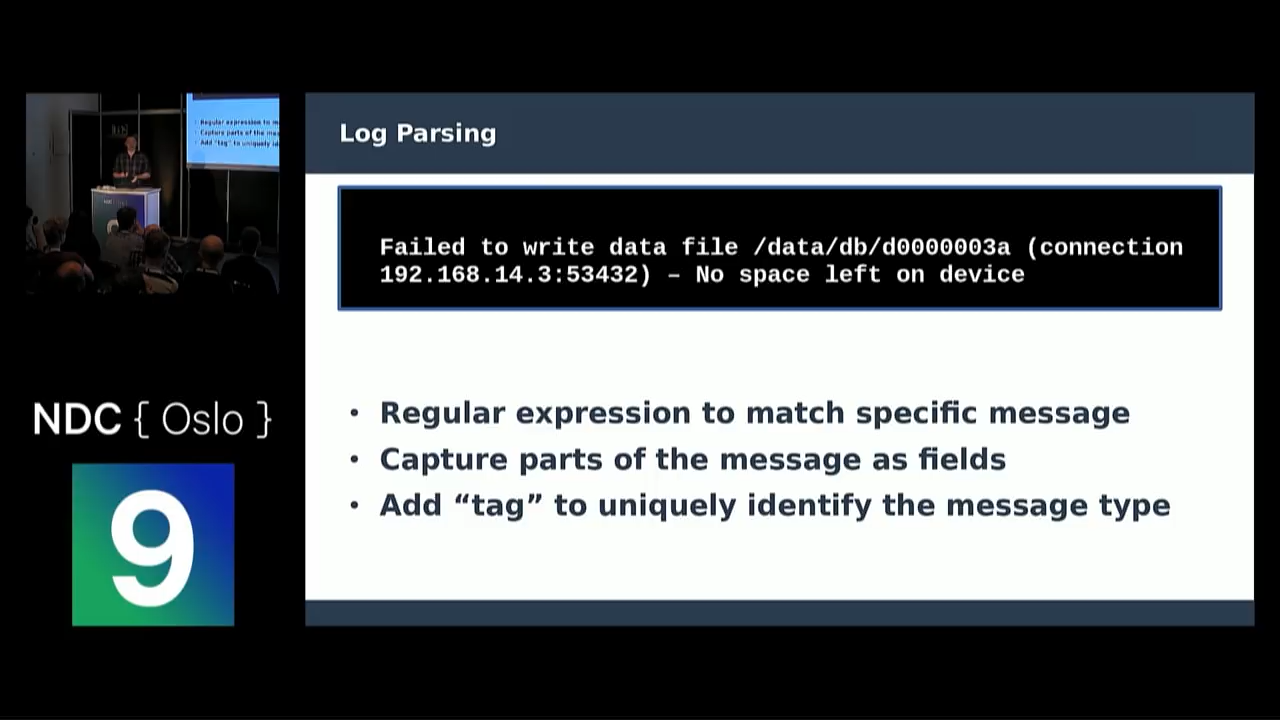 Log Parsing
Failed to write data file /data/db/d0000003a (connection
192.168.14.3:53432) – No space left on device
• Regular expression to match specific message
• Capture parts of the message as fields
• Add “tag” to uniquely identify the message type
NDC { Oslo }
9